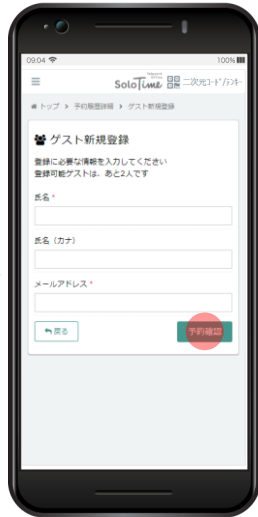 09:04 100%
SoloTime 二次元コード/テンキー
トップ > 予約履歴詳細 > ゲスト新規登録
ゲスト新規登録
登録に必要な情報を入力してください
登録可能ゲストは、あと2人です
氏名 *
氏名（カナ）
メールアドレス *
戻る 予約確認